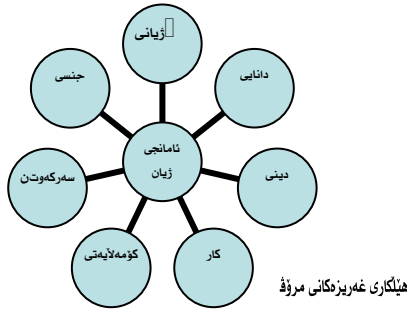 ژیانی
جنسی
دانایی
ئامانجی
ژیان
سەرکەوتن
دینی
کۆمەڵایەتی
کار
هێڵکاری غەریزەکانی مرۆڤ